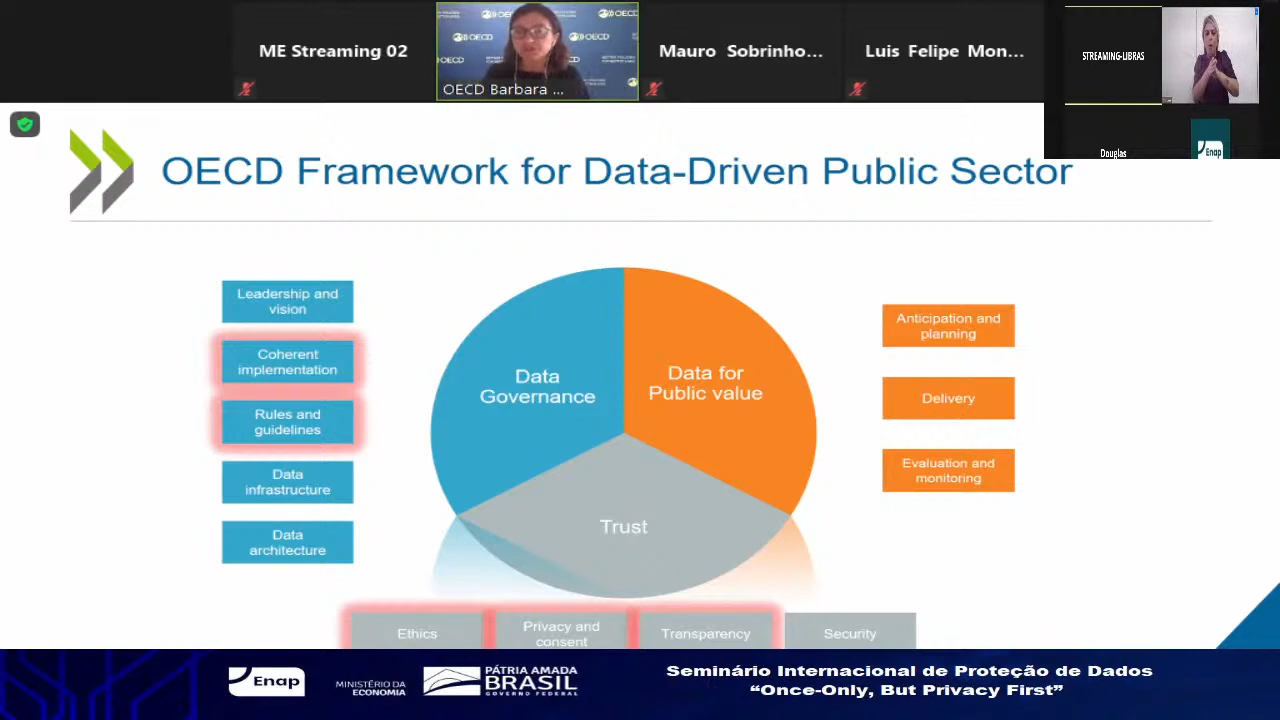 ME Streaming 02
OECD Barbara ...
Mauro Sobrinho...
Luis Felipe Mon...
STREAMING-LIBRAS
Douglas
Enap
OECD Framework for Data-Driven Public Sector
Leadership and
vision
Coherent
implementation
Rules and
guidelines
Data
infrastructure
Data
architecture
Data
Governance
Data for
Public value
Trust
Anticipation and
planning
Delivery
Evaluation and
monitoring
Ethics
Privacy and
consent
Transparency
Security
Enap
MINISTÉRIO DA
ECONOMIA
PÁTRIA AMADA
BRASIL
GOVERNO FEDERAL
Seminário Internacional de Proteção de Dados
“Once-Only, But Privacy First”